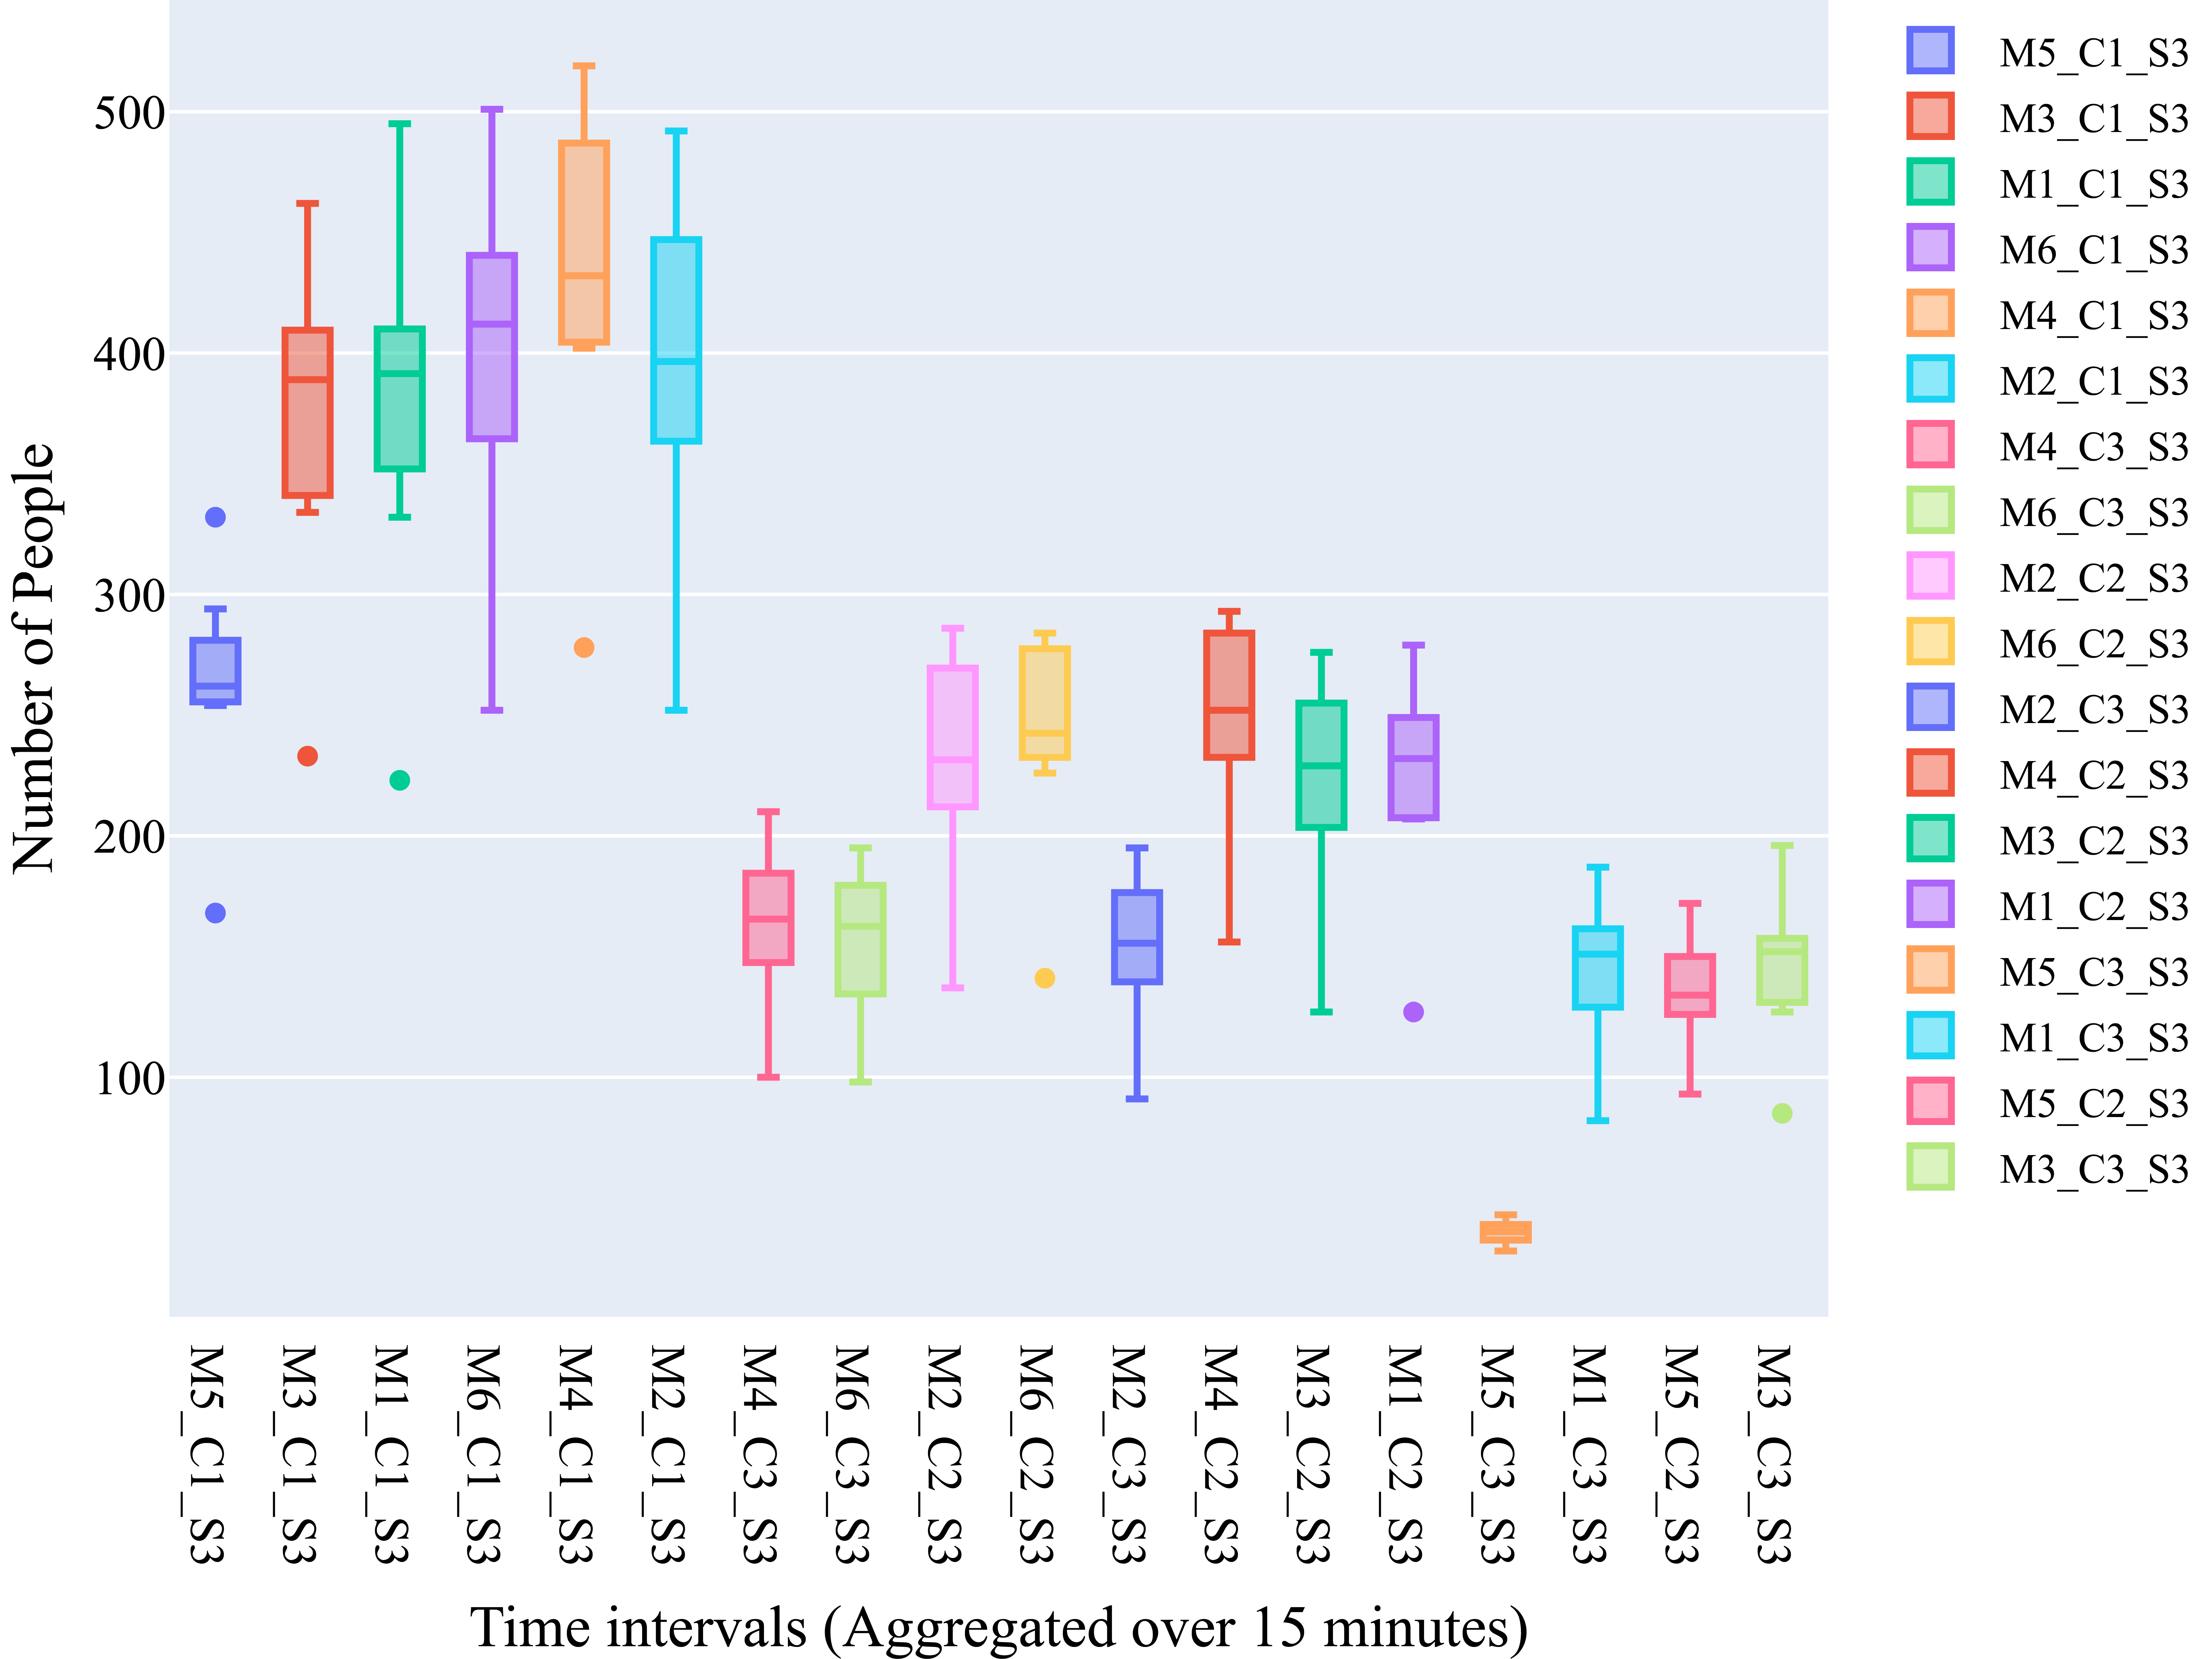 Number of People
500
400
300
200
100
M5_C1_S3
M3_C1_S3
M1_C1_S3
M6_C1_S3
M4_C1_S3
M2_C1_S3
M4_C3_S3
M6_C3_S3
M2_C2_S3
M6_C2_S3
M2_C3_S3
M4_C2_S3
M3_C2_S3
M1_C2_S3
M5_C3_S3
M1_C3_S3
M5_C2_S3
M3_C3_S3
Time intervals (Aggregated over 15 minutes)
M5_C1_S3
M3_C1_S3
M1_C1_S3
M6_C1_S3
M4_C1_S3
M2_C1_S3
M4_C3_S3
M6_C3_S3
M2_C2_S3
M6_C2_S3
M2_C3_S3
M4_C2_S3
M3_C2_S3
M1_C2_S3
M5_C3_S3
M1_C3_S3
M5_C2_S3
M3_C3_S3